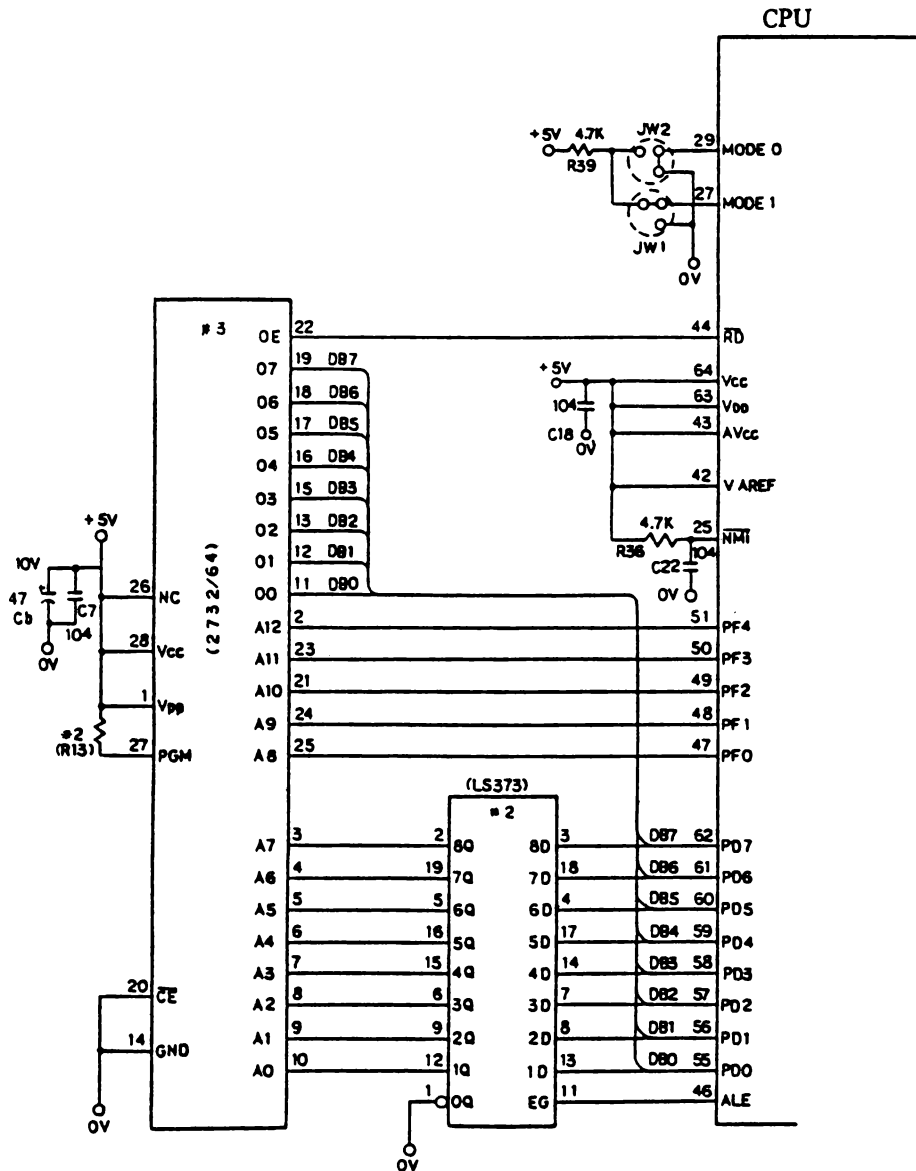 CPU
+5V
4.7K
R39
JW2
29
MODE 0
27
MODE 1
JW1
0V
# 3
(2732/64)
OE
22
44
RD
O7
19
DB7
O6
18
DB6
O5
17
DB5
O4
16
DB4
O3
15
DB3
O2
13
DB2
O1
12
DB1
O0
11
DB0
+5V
104
C18
0V
64
Vcc
63
VDD
43
AVcc
42
V AREF
4.7K
R36
25
NMI
104
C22
0V
+5V
10V
47
Cb
C7
104
0V
26
NC
28
Vcc
1
Vpp
#2
(R13)
27
PGM
A12
2
51
PF4
A11
23
50
PF3
A10
21
49
PF2
A9
24
48
PF1
A8
25
47
PF0
(LS373)
# 2
A7
3
2
8Q
8D
3
DB7
62
PD7
A6
4
19
7Q
7D
18
DB6
61
PD6
A5
5
5
6Q
6D
4
DB5
60
PD5
A4
6
16
5Q
5D
17
DB4
59
PD4
A3
7
15
4Q
4D
14
DB3
58
PD3
20
CE
A2
8
6
3Q
3D
7
DB2
57
PD2
14
GND
A1
9
9
2Q
2D
8
DB1
56
PD1
A0
10
12
1Q
1D
13
DB0
55
PD0
1
OQ
EG
11
46
ALE
0V
0V